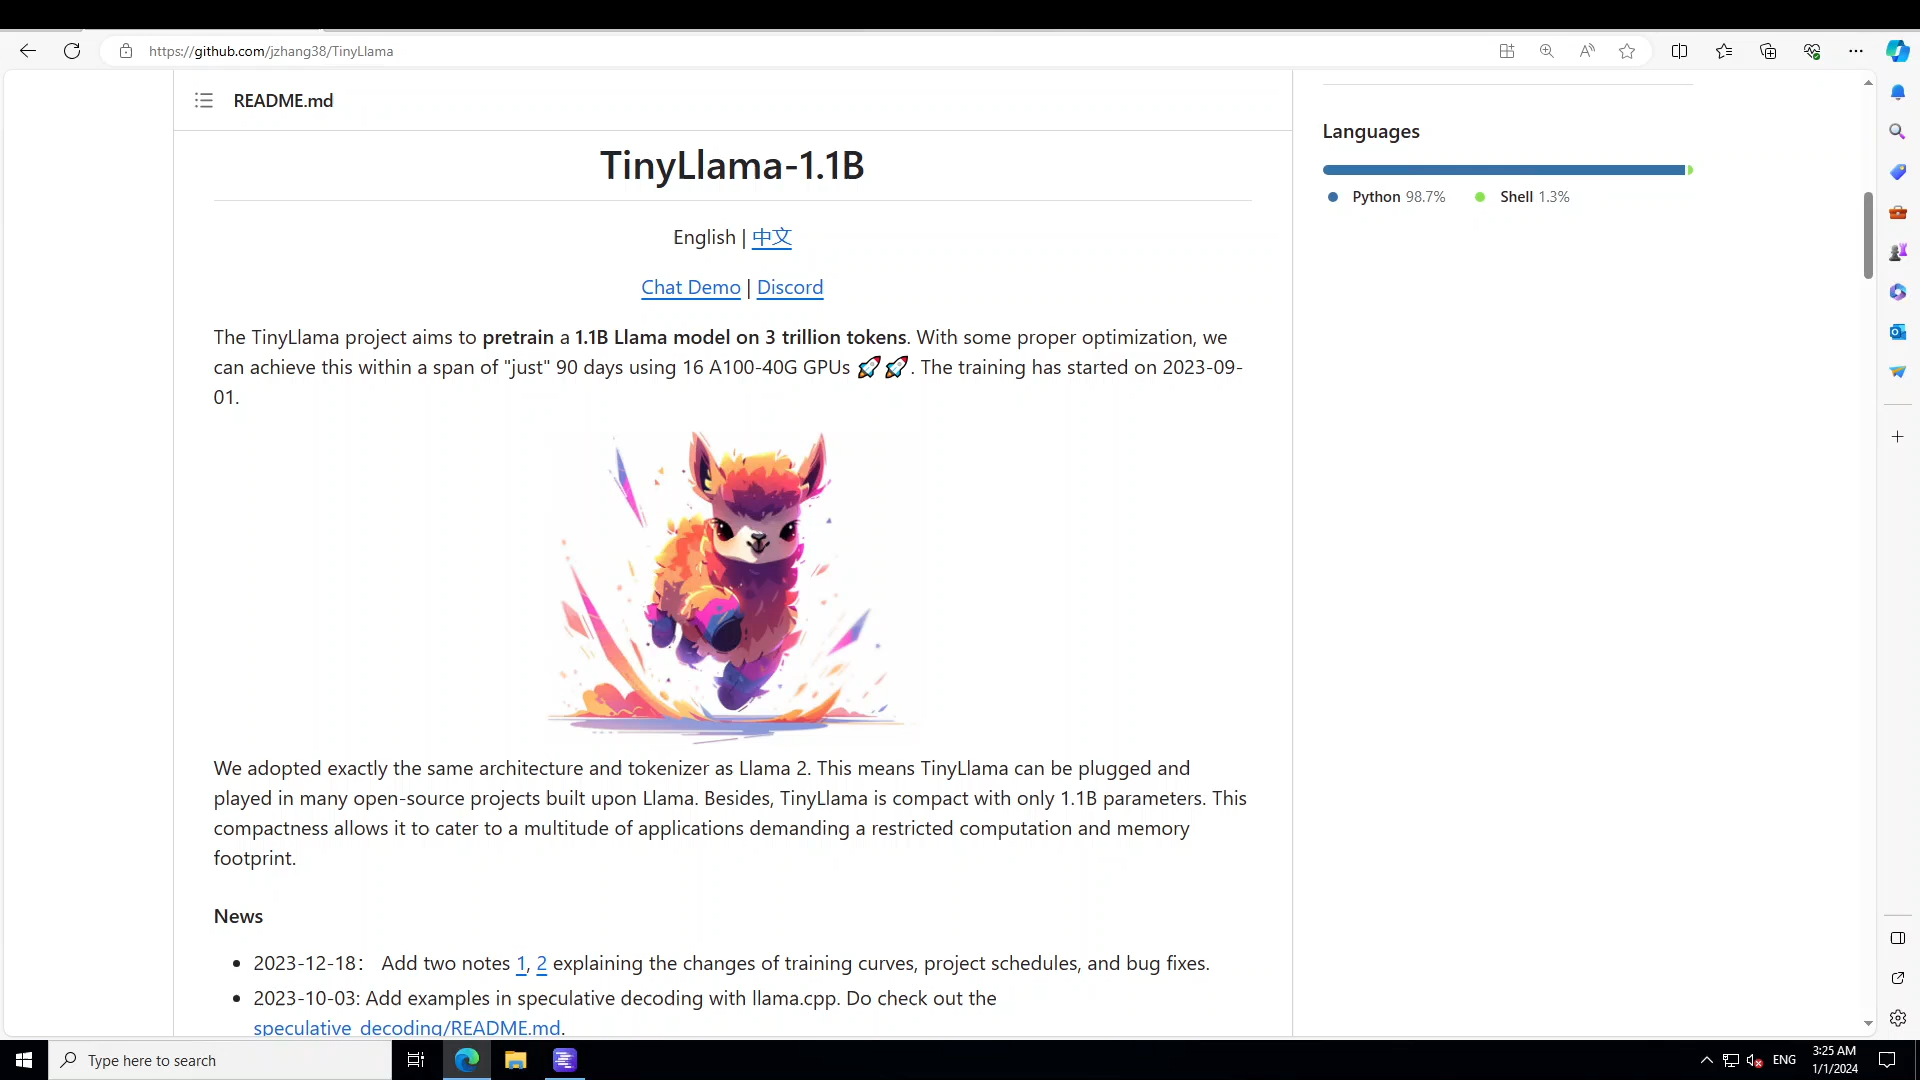 https://github.com/jzhang38/TinyLlama
README.md
TinyLlama-1.1B
English | 中文
Chat Demo | Discord
The TinyLlama project aims to pretrain a 1.1B Llama model on 3 trillion tokens. With some proper optimization, we
can achieve this within a span of "just" 90 days using 16 A100-40G GPUs 🚀🚀. The training has started on 2023-09-
01.
We adopted exactly the same architecture and tokenizer as Llama 2. This means TinyLlama can be plugged and
played in many open-source projects built upon Llama. Besides, TinyLlama is compact with only 1.1B parameters. This
compactness allows it to cater to a multitude of applications demanding a restricted computation and memory
footprint.
News
• 2023-12-18： Add two notes 1, 2 explaining the changes of training curves, project schedules, and bug fixes.
• 2023-10-03: Add examples in speculative decoding with llama.cpp. Do check out the
speculative_decoding/README.md.
Languages
Python 98.7% Shell 1.3%
Type here to search
ENG
3:25 AM
1/1/2024